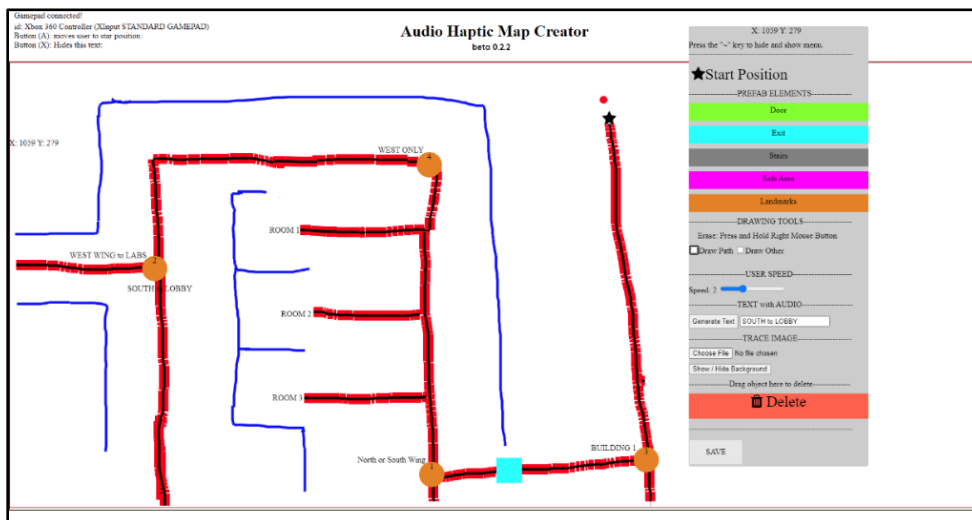 Gamepad connected!
id: Xbox 360 Controller (XInput STANDARD GAMEPAD)
Button (A): moves user to star position:
Button (X): Hides this text:
Audio Haptic Map Creator
beta 0.2.2
X: 1059 Y: 279
WEST ONLY
4
ROOM 1
WEST WING to LABS
2
SOUTH to LOBBY
ROOM 2
ROOM 3
North or South Wing
1
BUILDING 1
3
X: 1059 Y: 279
Press the "~" key to hide and show menu.
Start Position
PREFAB ELEMENTS
Door
Exit
Stairs
Safe Area
Landmarks
DRAWING TOOLS
Erase: Press and Hold Right Mouse Button
Draw Path Draw Other
USER SPEED
Speed: 2
TEXT with AUDIO
Generate Text SOUTH to LOBBY
TRACE IMAGE
Choose File No file chosen
Show / Hide Background
Drag object here to delete
Delete
SAVE